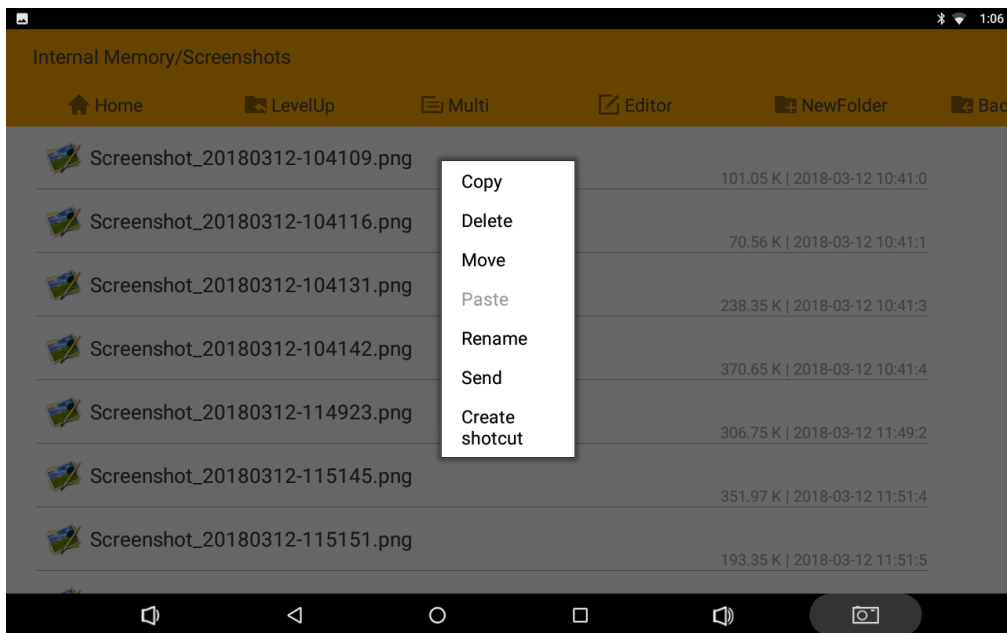 1:06
Internal Memory/Screenshots
Home LevelUp Multi Editor NewFolder Bac
Screenshot_20180312-104109.png
101.05 K | 2018-03-12 10:41:0
Screenshot_20180312-104116.png
70.56 K | 2018-03-12 10:41:1
Screenshot_20180312-104131.png
238.35 K | 2018-03-12 10:41:3
Screenshot_20180312-104142.png
370.65 K | 2018-03-12 10:41:4
Screenshot_20180312-114923.png
306.75 K | 2018-03-12 11:49:2
Screenshot_20180312-115145.png
351.97 K | 2018-03-12 11:51:4
Screenshot_20180312-115151.png
193.35 K | 2018-03-12 11:51:5
Copy
Delete
Move
Paste
Rename
Send
Create
shotcut